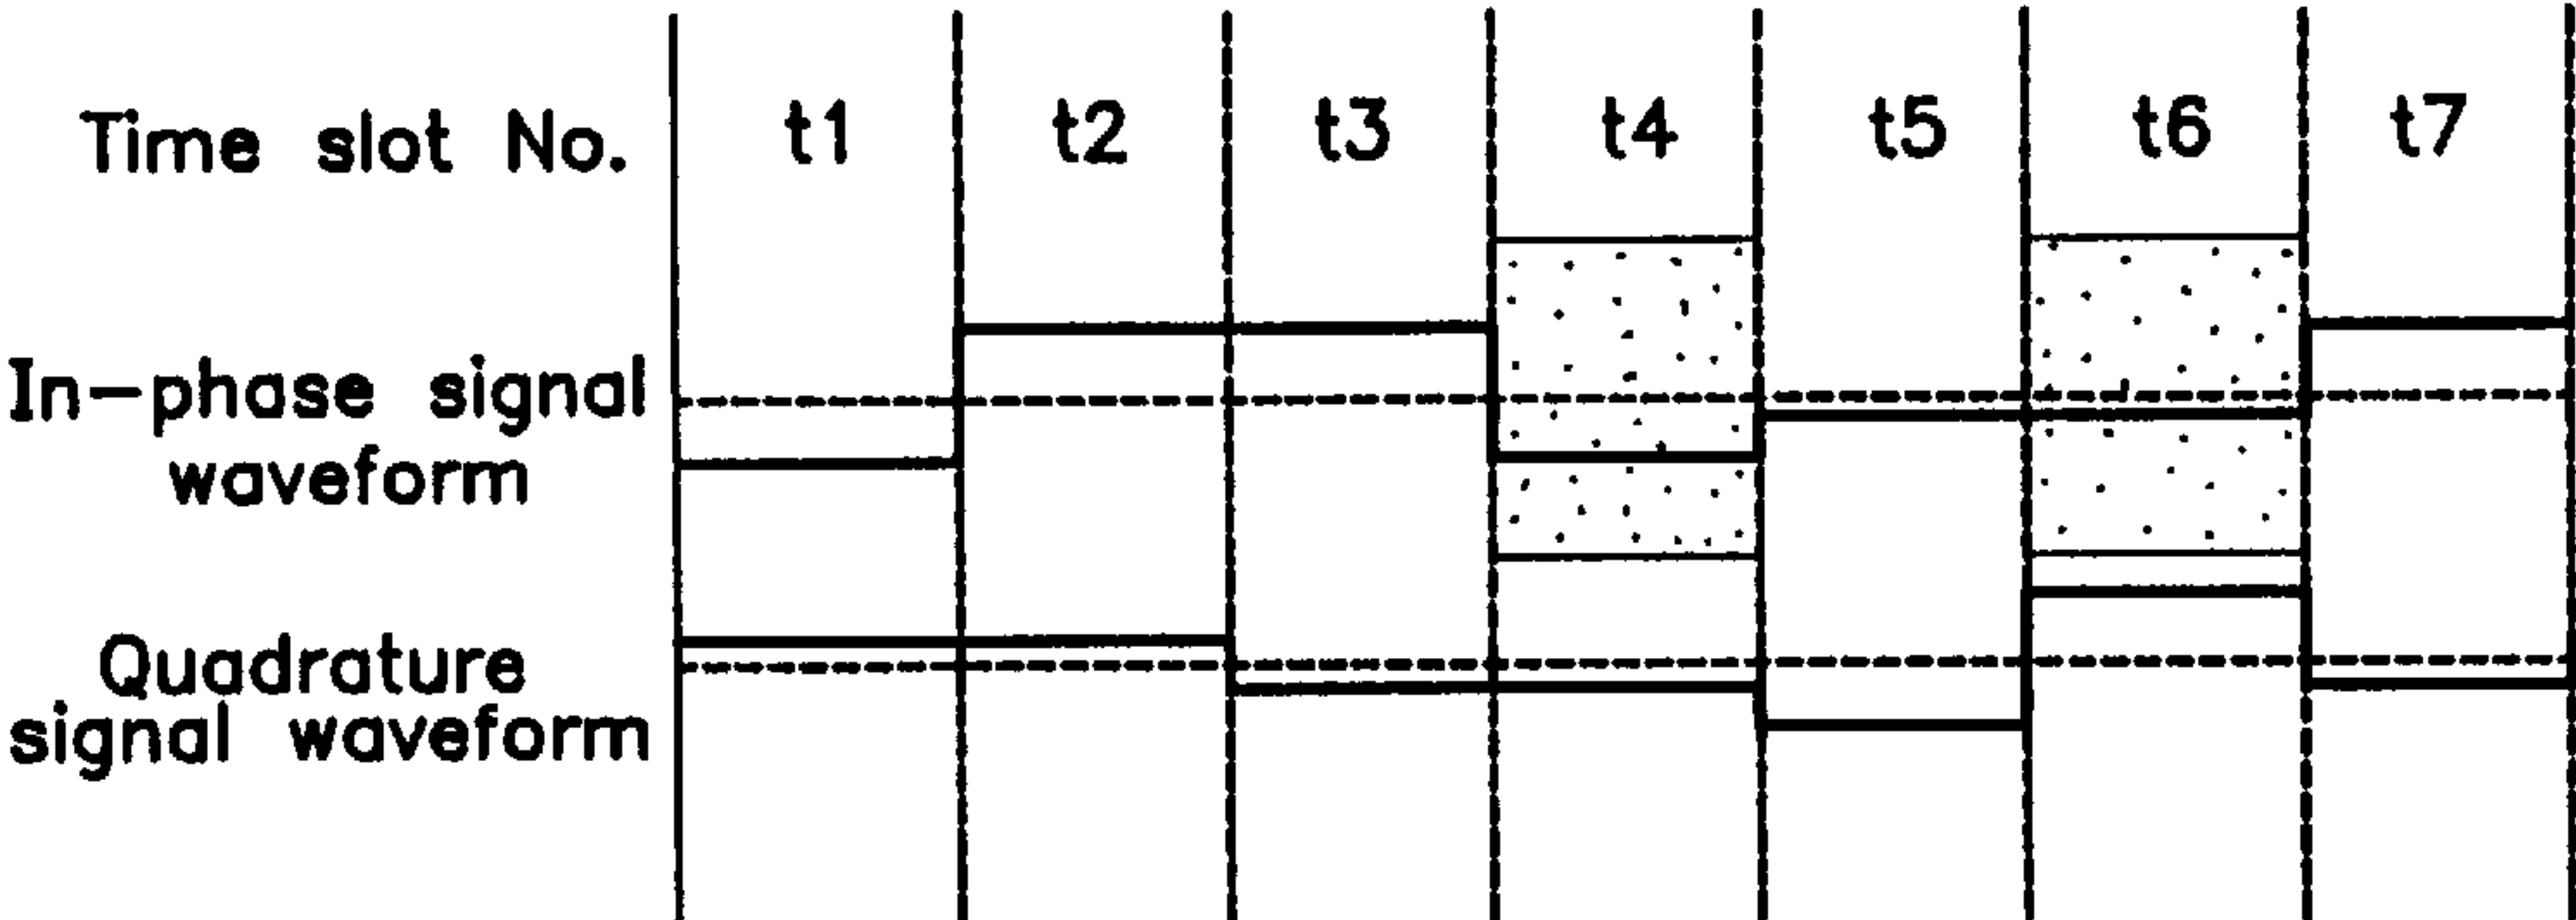 Time slot No. t1 t2 t3 t4 t5 t6 t7
In-phase signal
waveform
Quadrature
signal waveform